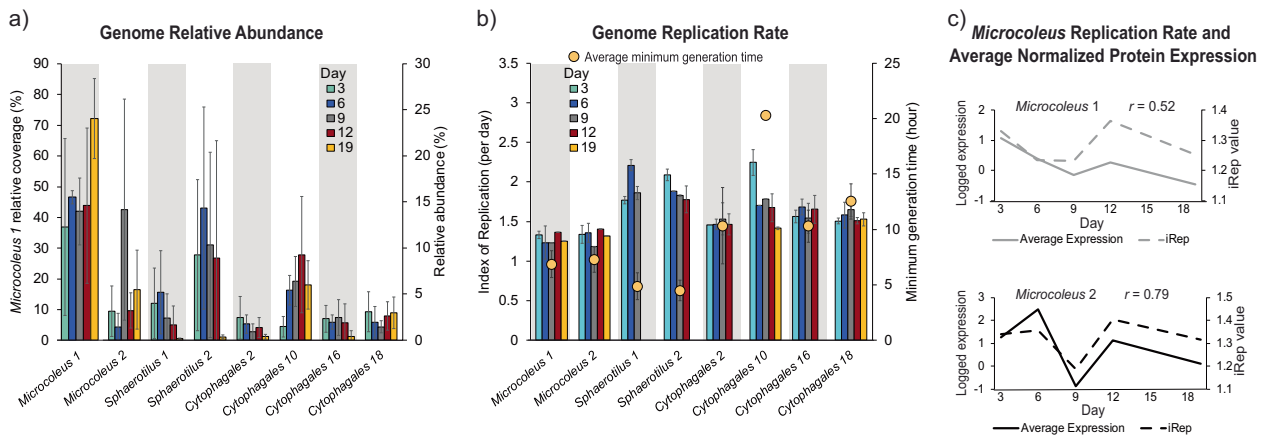 a)
Genome Relative Abundance
Microcoleus 1 relative coverage (%)
90
80
70
60
50
40
30
20
10
0
Day
3
6
9
12
19
30
25
20
15
10
5
0
Relative abundance (%)
Microcoleus 1
Microcoleus 2
Sphaerotilus 1
Sphaerotilus 2
Cytophagales 2
Cytophagales 10
Cytophagales 16
Cytophagales 18
b)
Genome Replication Rate
Average minimum generation time
Index of Replication (per day)
3.5
3
2.5
2
1.5
1
0.5
0
Day
3
6
9
12
19
25
20
15
10
5
0
Minimum generation time (hour)
Microcoleus 1
Microcoleus 2
Sphaerotilus 1
Sphaerotilus 2
Cytophagales 2
Cytophagales 10
Cytophagales 16
Cytophagales 18
c)
Microcoleus Replication Rate and
Average Normalized Protein Expression
Microcoleus 1 r = 0.52
Logged expression
2
1
0
-1
1.4
1.3
1.2
1.1
iRep value
3 6 9 12 15 18
Day
Average Expression iRep
Microcoleus 2 r = 0.79
Logged expression
3
2
1
0
-1
1.5
1.4
1.3
1.2
1.1
iRep value
3 6 9 12 15 18
Day
Average Expression iRep